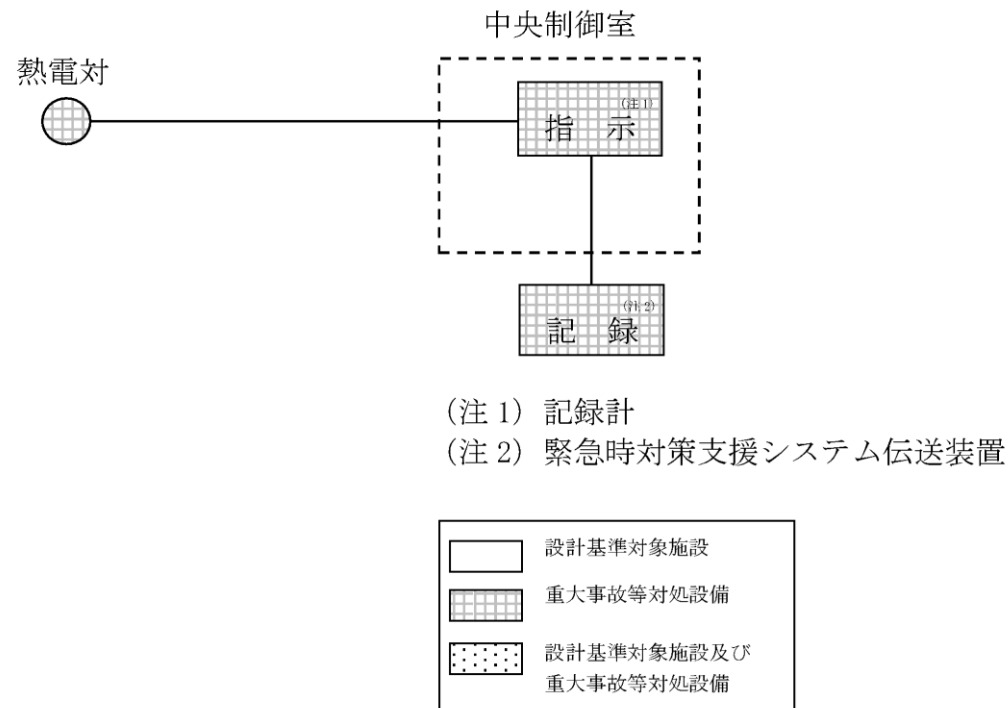 中央制御室
熱電対
(注1)
指 示
(注2)
記 録
(注 1) 記録計
(注 2) 緊急時対策支援システム伝送装置
設計基準対象施設
重大事故等対処設備
設計基準対象施設及び
重大事故等対処設備